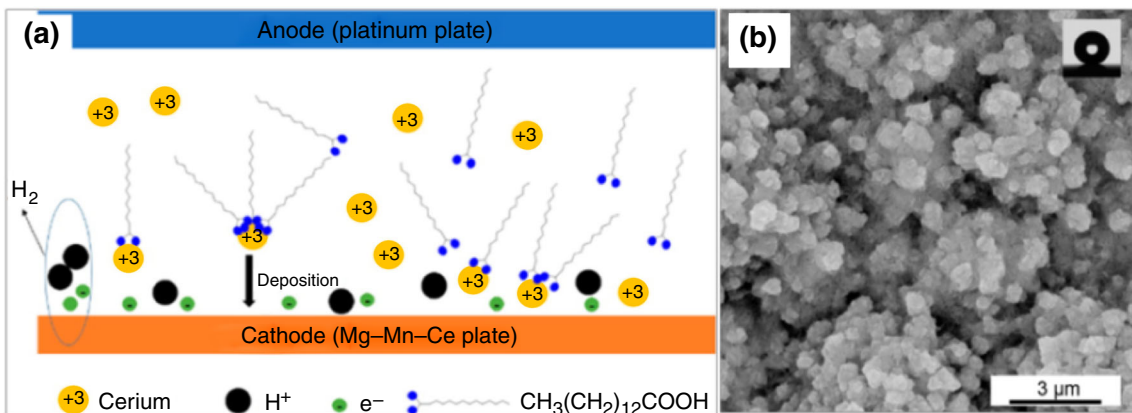 (a)
Anode (platinum plate)
+3
+3
+3
+3
+3
H₂
+3
+3
+3
Deposition
+3
+3
+3
Cathode (Mg–Mn–Ce plate)
+3 Cerium
H⁺
e⁻
CH₃(CH₂)₁₂COOH
(b)
3 µm